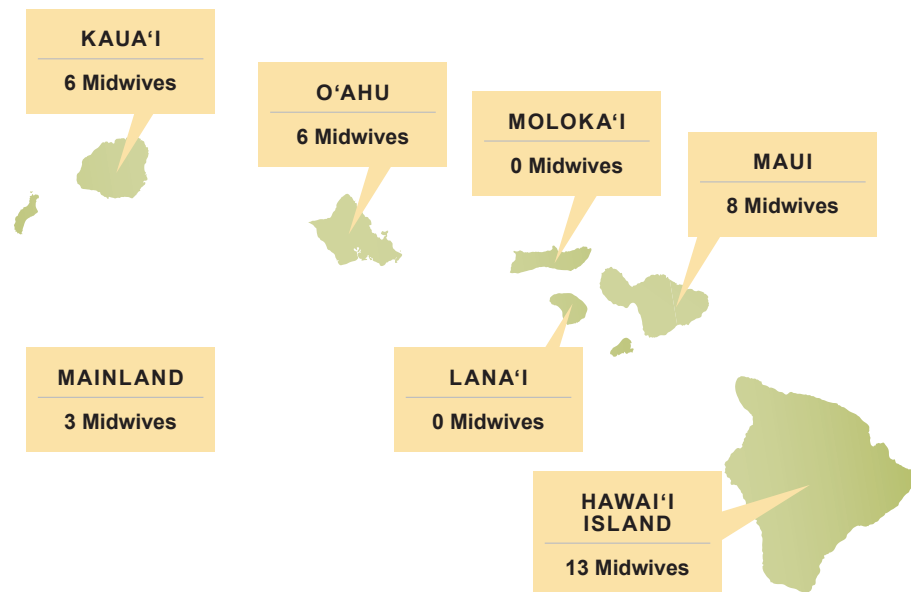 KAUA‘I
6 Midwives
O‘AHU
6 Midwives
MOLOKA‘I
0 Midwives
MAUI
8 Midwives
MAINLAND
3 Midwives
LANA‘I
0 Midwives
HAWAI‘I
ISLAND
13 Midwives